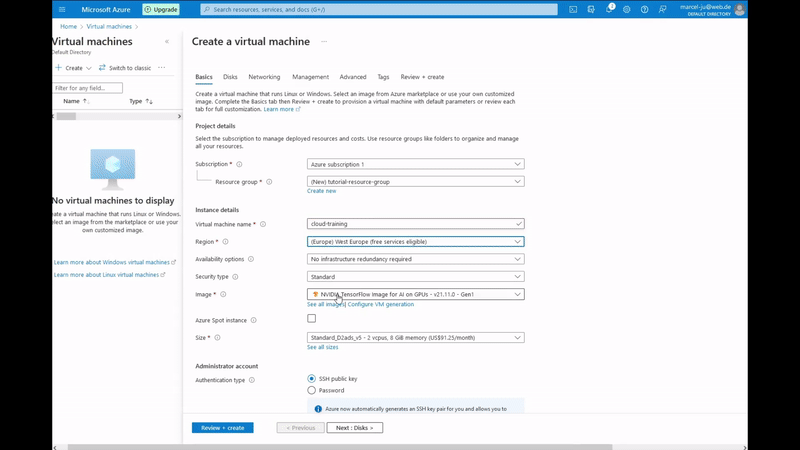 Microsoft Azure
Upgrade
Search resources, services, and docs (G+/)
1
marcel-ju@web.de
DEFAULT DIRECTORY
Home > Virtual machines >
Virtual machines
Default Directory
Create
Switch to classic
Filter for any field...
Name ↑↓
Type ↑↓
No virtual machines to display
Create a virtual machine that runs Linux or Windows.
Select an image from the marketplace or use your own
customized image.
Learn more about Windows virtual machines
Learn more about Linux virtual machines
Create a virtual machine
Basics
Disks
Networking
Management
Advanced
Tags
Review + create
Create a virtual machine that runs Linux or Windows. Select an image from Azure marketplace or use your own customized
image. Complete the Basics tab then Review + create to provision a virtual machine with default parameters or review each
tab for full customization. Learn more
Project details
Select the subscription to manage deployed resources and costs. Use resource groups like folders to organize and manage
all your resources.
Subscription *
Azure subscription 1
Resource group *
(New) tutorial-resource-group
Create new
Instance details
Virtual machine name *
cloud-training
Region *
(Europe) West Europe (free services eligible)
Availability options
No infrastructure redundancy required
Security type
Standard
Image *
NVIDIA TensorFlow Image for AI on GPUs - v21.11.0 - Gen1
See all images | Configure VM generation
Azure Spot instance
Size *
Standard_D2ads_v5 - 2 vcpus, 8 GiB memory (US$91.25/month)
See all sizes
Administrator account
Authentication type
SSH public key
Password
Azure now automatically generates an SSH key pair for you and allows you to
Review + create
< Previous
Next : Disks >